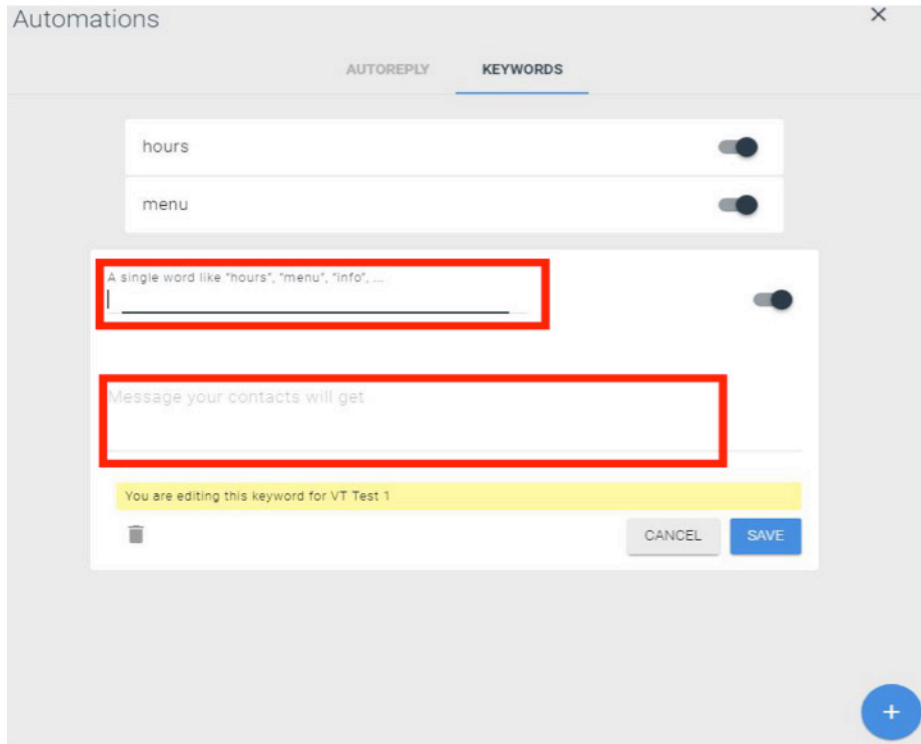 Automations
AUTOREPLY KEYWORDS
hours
menu
A single word like "hours", "menu", "info", ...
Message your contacts will get
You are editing this keyword for VT Test 1
CANCEL SAVE